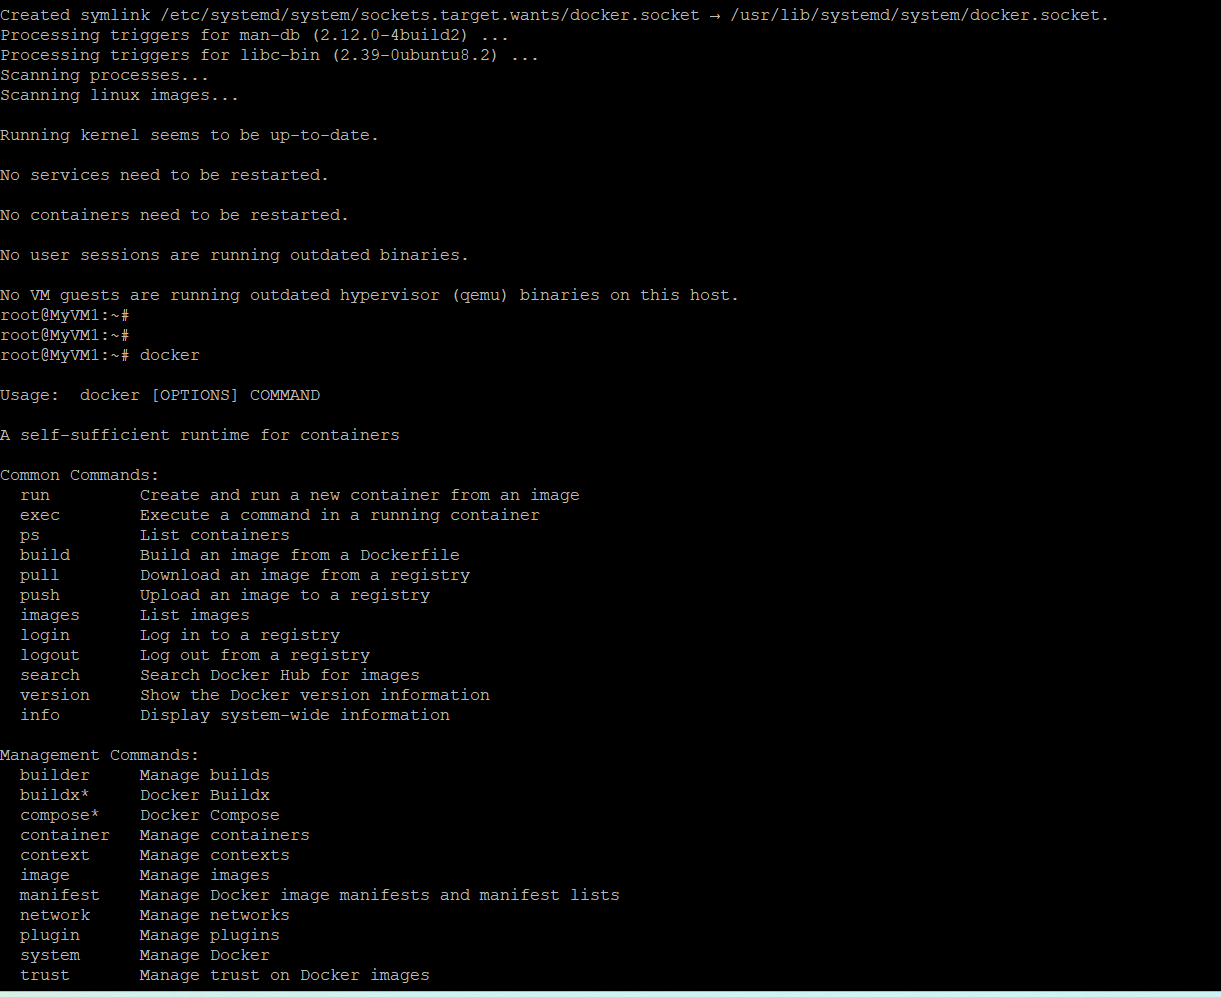 Created symlink /etc/systemd/system/sockets.target.wants/docker.socket → /usr/lib/systemd/system/docker.socket.
Processing triggers for man-db (2.12.0-4build2) ...
Processing triggers for libc-bin (2.39-0ubuntu8.2) ...
Scanning processes...
Scanning linux images...
Running kernel seems to be up-to-date.
No services need to be restarted.
No containers need to be restarted.
No user sessions are running outdated binaries.
No VM guests are running outdated hypervisor (qemu) binaries on this host.
root@MyVM1:~#
root@MyVM1:~#
root@MyVM1:~# docker
Usage:  docker [OPTIONS] COMMAND
A self-sufficient runtime for containers
Common Commands:
  run         Create and run a new container from an image
  exec        Execute a command in a running container
  ps          List containers
  build       Build an image from a Dockerfile
  pull        Download an image from a registry
  push        Upload an image to a registry
  images      List images
  login       Log in to a registry
  logout      Log out from a registry
  search      Search Docker Hub for images
  version     Show the Docker version information
  info        Display system-wide information
Management Commands:
  builder     Manage builds
  buildx*     Docker Buildx
  compose*    Docker Compose
  container   Manage containers
  context     Manage contexts
  image       Manage images
  manifest    Manage Docker image manifests and manifest lists
  network     Manage networks
  plugin      Manage plugins
  system      Manage Docker
  trust       Manage trust on Docker images